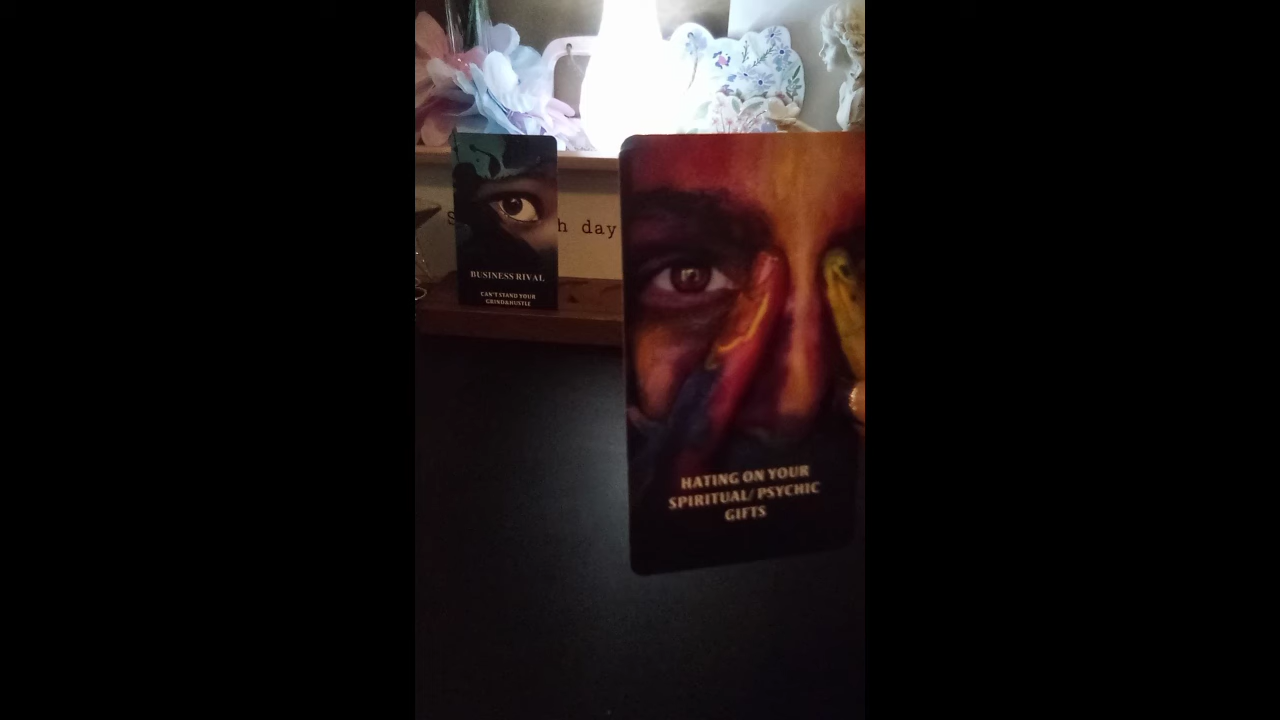 h day
BUSINESS RIVAL
CAN'T STAND YOUR
GRIND&HUSTLE
HATING ON YOUR
SPIRITUAL/ PSYCHIC
GIFTS